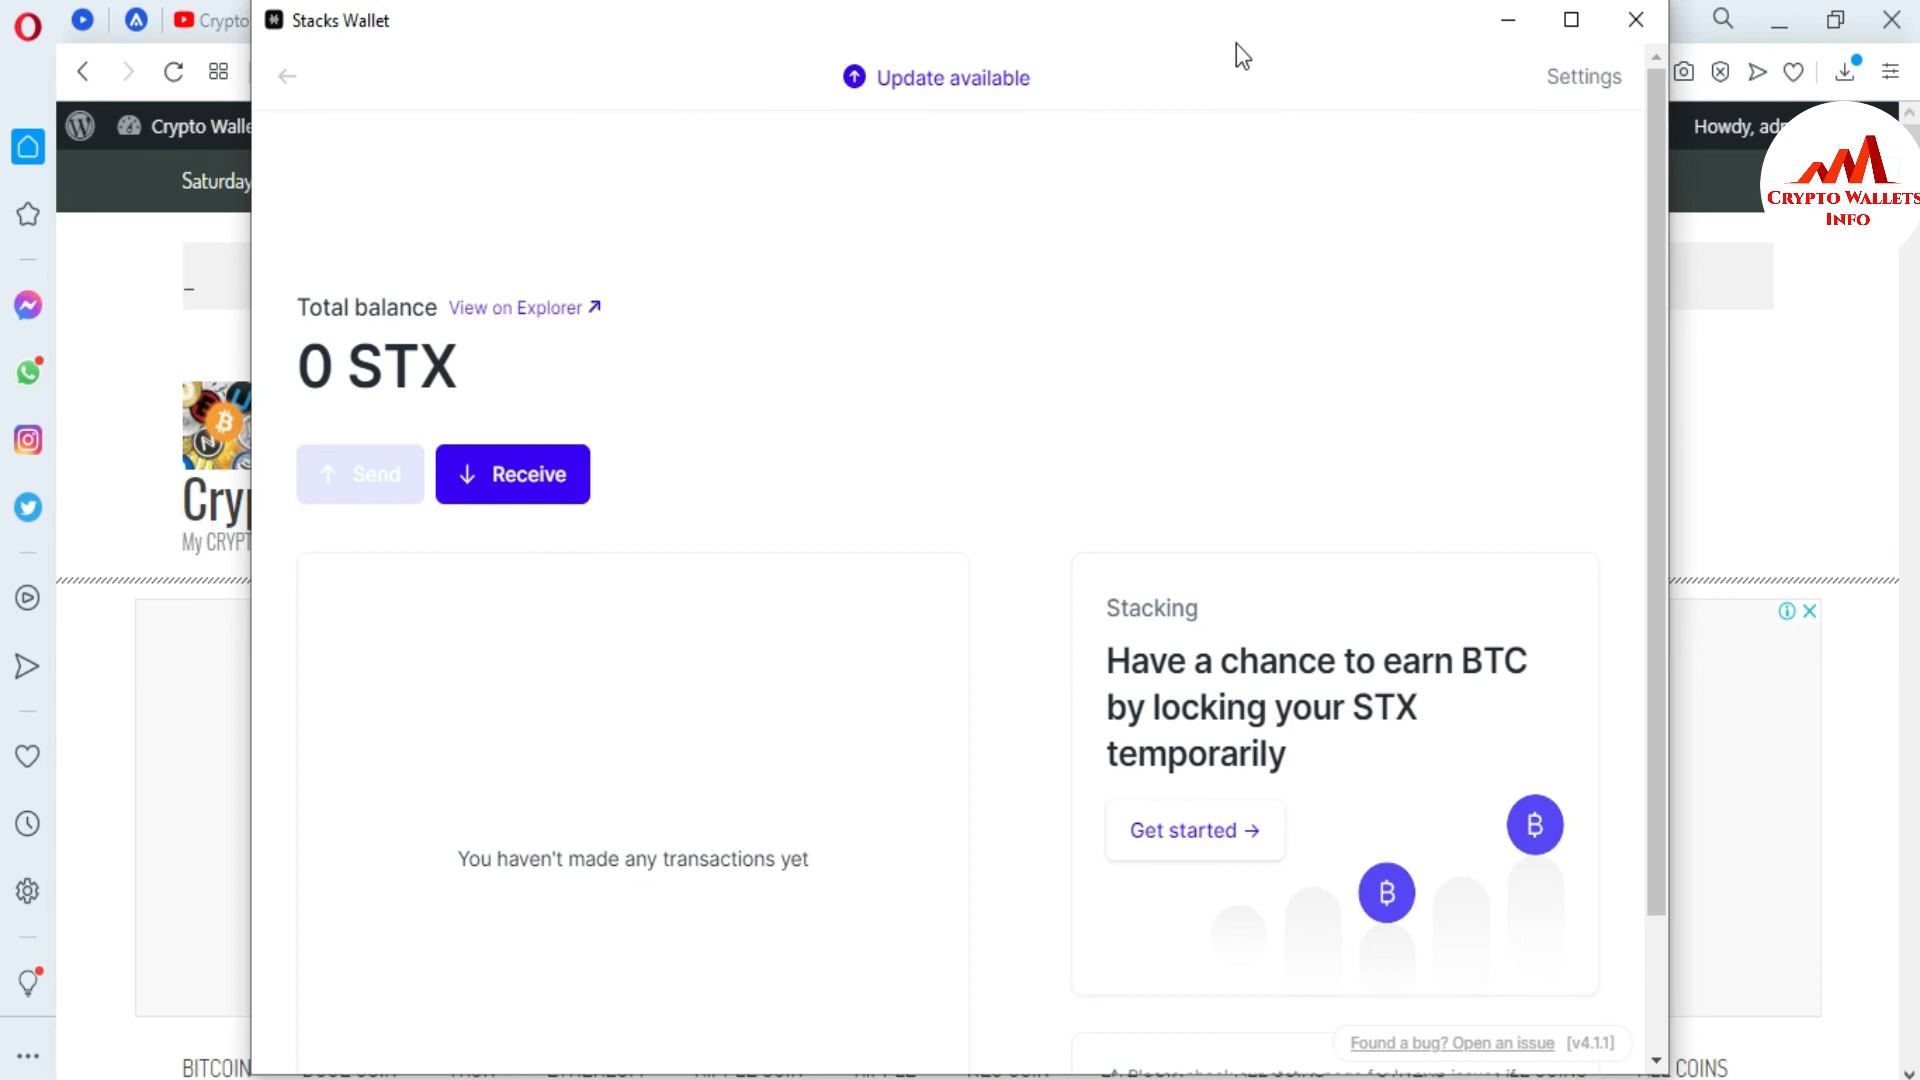 Crypto
Stacks Wallet
Update available
Settings
Crypto Walle
Howdy, adr
Saturday
CRYPTO WALLETS
INFO
Total balance View on Explorer
0 STX
Send
Receive
Cryp
My CRYPT
Stacking
Have a chance to earn BTC
by locking your STX
temporarily
Get started →
You haven't made any transactions yet
Found a bug? Open an issue [v4.1.1]
BITCOIN
COINS